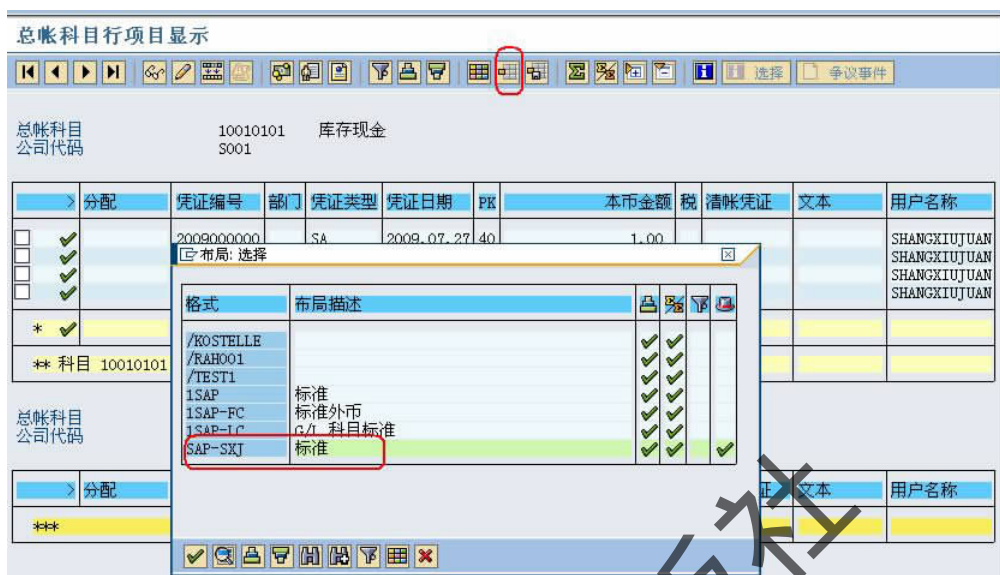 总帐科目行项目显示
选择 争议事件
总帐科目 10010101 库存现金
公司代码 S001
分配 凭证编号 部门 凭证类型 凭证日期 PK 本币金额 税 清帐凭证 文本 用户名称
2009000000 SA 2009.07.27 40 1.00 SHANGXIUJUAN
SHANGXIUJUAN
SHANGXIUJUAN
SHANGXIUJUAN
布局: 选择
格式 布局描述
/KOSTELLE
/RAH001
/TEST1
1SAP 标准
1SAP-FC 标准外币
1SAP-LC G/L 科目标准
SAP-SXJ 标准
*
** 科目 10010101
总帐科目
公司代码
分配 证 文本 用户名称
***
社